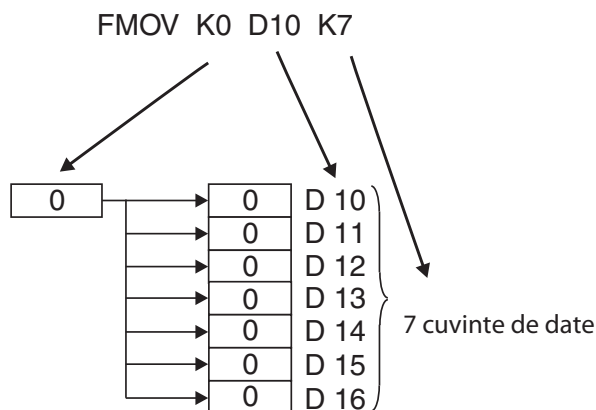 FMOV K0 D10 K7
0 0 D 10
0 D 11
0 D 12
0 D 13
0 D 14
7 cuvinte de date
0 D 15
0 D 16